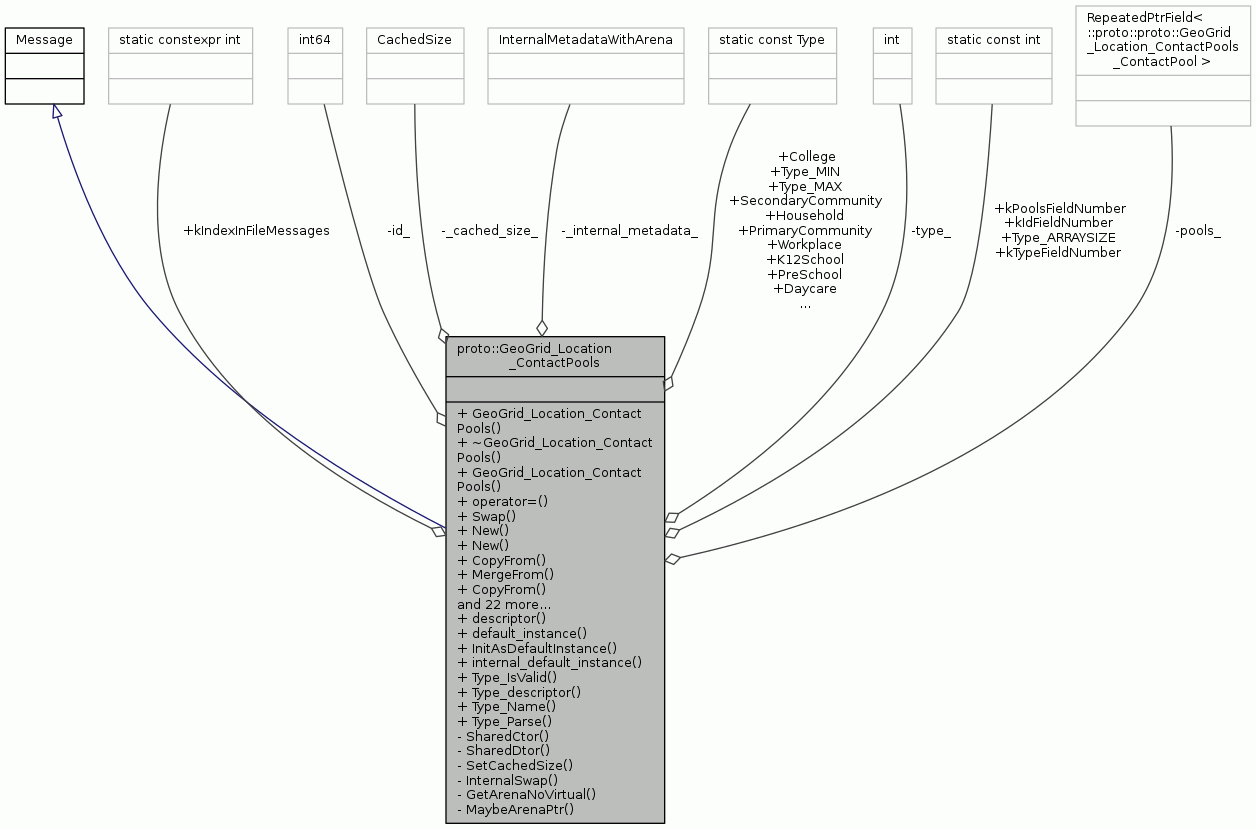 Message
static constexpr int
int64
CachedSize
InternalMetadataWithArena
static const Type
int
static const int
RepeatedPtrField<
::proto::proto::GeoGrid
_Location_ContactPools
_ContactPool >
+kIndexInFileMessages
-id_
-_cached_size_
-_internal_metadata_
+College
+Type_MIN
+Type_MAX
+SecondaryCommunity
+Household
+PrimaryCommunity
+Workplace
+K12School
+PreSchool
+Daycare
...
-type_
+kPoolsFieldNumber
+kIdFieldNumber
+Type_ARRAYSIZE
+kTypeFieldNumber
-pools_
proto::GeoGrid_Location
_ContactPools
+ GeoGrid_Location_Contact
Pools()
+ ~GeoGrid_Location_Contact
Pools()
+ GeoGrid_Location_Contact
Pools()
+ operator=()
+ Swap()
+ New()
+ New()
+ CopyFrom()
+ MergeFrom()
+ CopyFrom()
and 22 more...
+ descriptor()
+ default_instance()
+ InitAsDefaultInstance()
+ internal_default_instance()
+ Type_IsValid()
+ Type_descriptor()
+ Type_Name()
+ Type_Parse()
- SharedCtor()
- SharedDtor()
- SetCachedSize()
- InternalSwap()
- GetArenaNoVirtual()
- MaybeArenaPtr()